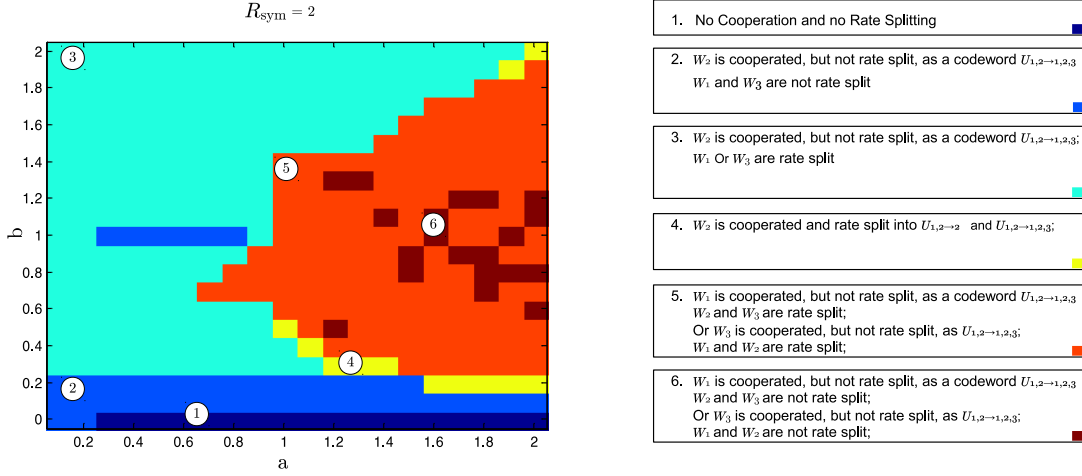 R_sym = 2
b
2
1.8
1.6
1.4
1.2
1
0.8
0.6
0.4
0.2
0
3
5
6
4
2
1
0.2 0.4 0.6 0.8 1 1.2 1.4 1.6 1.8 2
a
1. No Cooperation and no Rate Splitting
2. W₂ is cooperated, but not rate split, as a codeword U₁,₂→₁,₂,₃
W₁ and W₃ are not rate split
3. W₂ is cooperated, but not rate split, as a codeword U₁,₂→₁,₂,₃;
W₁ Or W₃ are rate split
4. W₂ is cooperated and rate split into U₁,₂→₂ and U₁,₂→₁,₂,₃;
5. W₁ is cooperated, but not rate split, as a codeword U₁,₂→₁,₂,₃
W₂ and W₃ are rate split;
Or W₃ is cooperated, but not rate split, as U₁,₂→₁,₂,₃;
W₁ and W₂ are rate split;
6. W₁ is cooperated, but not rate split, as a codeword U₁,₂→₁,₂,₃
W₂ and W₃ are not rate split;
Or W₃ is cooperated, but not rate split, as U₁,₂→₁,₂,₃;
W₁ and W₂ are not rate split;